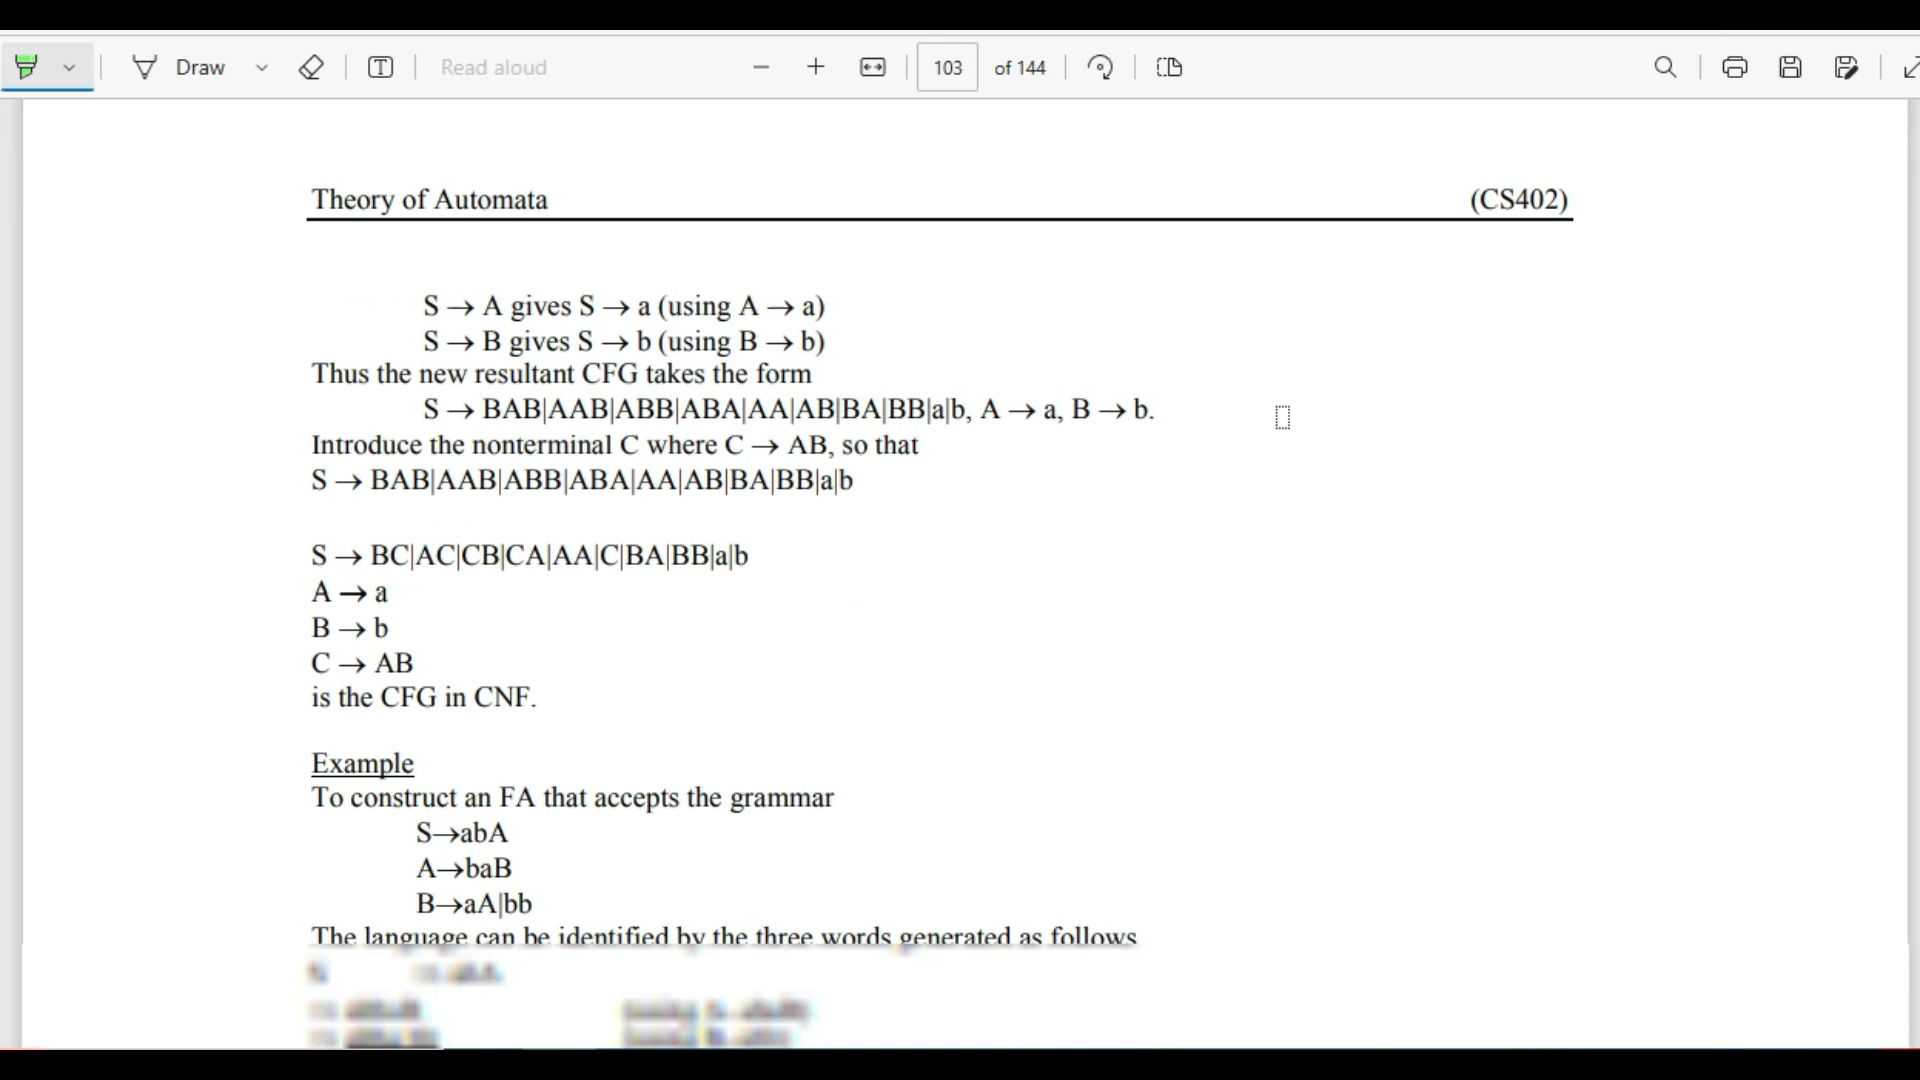 Draw
Read aloud
103 of 144
Theory of Automata (CS402)
S → A gives S → a (using A → a)
S → B gives S → b (using B → b)
Thus the new resultant CFG takes the form
S → BAB|AAB|ABB|ABA|AA|AB|BA|BB|a|b, A → a, B → b.
Introduce the nonterminal C where C → AB, so that
S → BAB|AAB|ABB|ABA|AA|AB|BA|BB|a|b
S → BC|AC|CB|CA|AA|C|BA|BB|a|b
A → a
B → b
C → AB
is the CFG in CNF.
Example
To construct an FA that accepts the grammar
S→abA
A→baB
B→aA|bb
The language can be identified by the three words generated as follows